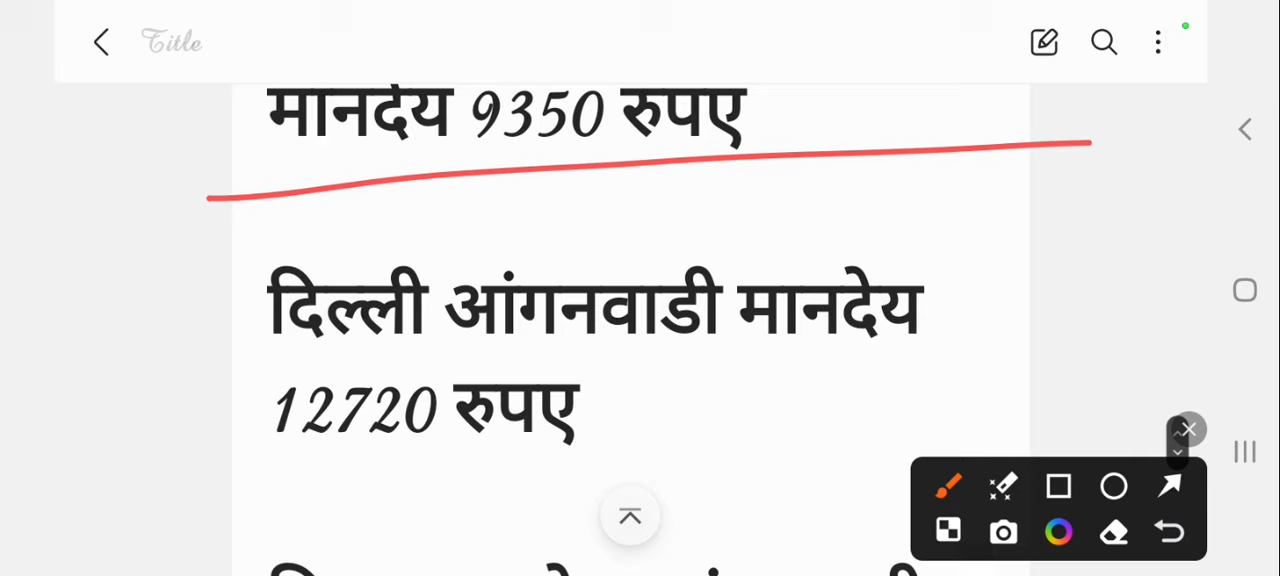 Title
मानदेय 9350 रुपए
दिल्ली आंगनवाडी मानदेय
12720 रुपए